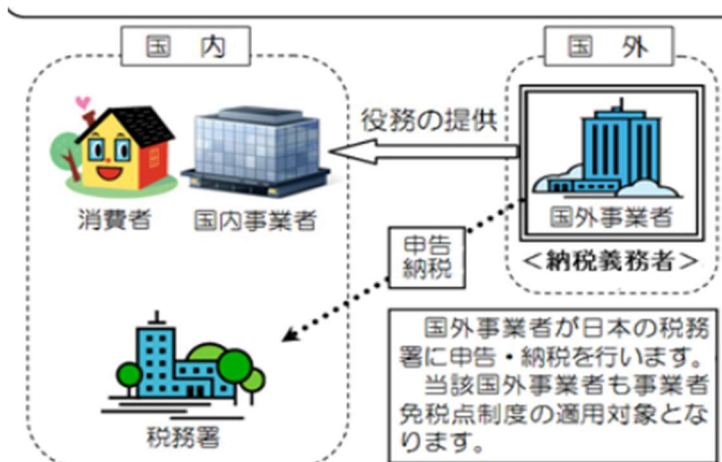 国 内
国 外
役務の提供
消費者
国内事業者
国外事業者
申告
納税
＜納税義務者＞
国外事業者が日本の税務
署に申告・納税を行います。
当該国外事業者も事業者
免税点制度の適用対象とな
ります。
税務署